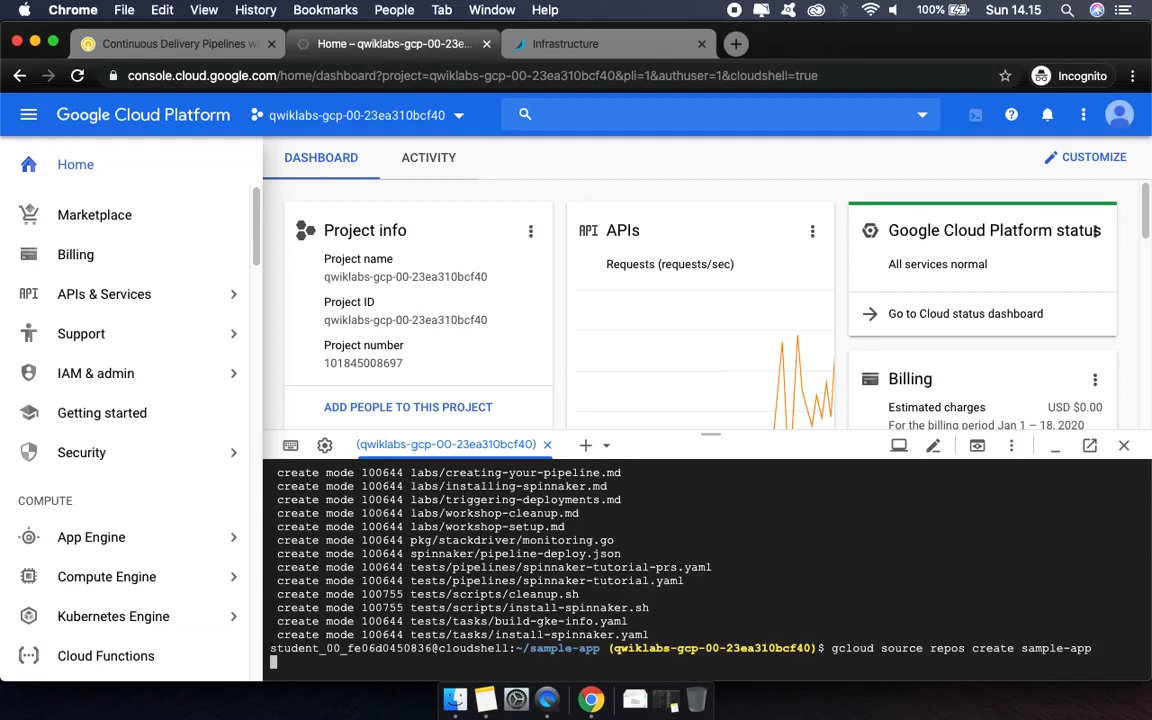 Chrome File Edit View History Bookmarks People Tab Window Help 100% Sun 14.15
Continuous Delivery Pipelines wi Home – qwiklabs-gcp-00-23ea310bcf40 Infrastructure
console.cloud.google.com/home/dashboard?project=qwiklabs-gcp-00-23ea310bcf40&pli=1&authuser=1&cloudshell=true Incognito
Google Cloud Platform qwiklabs-gcp-00-23ea310bcf40
Home
Marketplace
Billing
API APIs & Services
Support
IAM & admin
Getting started
Security
COMPUTE
App Engine
Compute Engine
Kubernetes Engine
Cloud Functions
DASHBOARD ACTIVITY CUSTOMIZE
Project info
Project name
qwiklabs-gcp-00-23ea310bcf40
Project ID
qwiklabs-gcp-00-23ea310bcf40
Project number
101845008697
ADD PEOPLE TO THIS PROJECT
API APIs
Requests (requests/sec)
Google Cloud Platform status
All services normal
Go to Cloud status dashboard
Billing
Estimated charges USD $0.00
For the billing period Jan 1 – 18, 2020
(qwiklabs-gcp-00-23ea310bcf40)
create mode 100644 labs/creating-your-pipeline.md
create mode 100644 labs/installing-spinnaker.md
create mode 100644 labs/triggering-deployments.md
create mode 100644 labs/workshop-cleanup.md
create mode 100644 labs/workshop-setup.md
create mode 100644 pkg/stackdriver/monitoring.go
create mode 100644 spinnaker/pipeline-deploy.json
create mode 100644 tests/pipelines/spinnaker-tutorial-prs.yaml
create mode 100644 tests/pipelines/spinnaker-tutorial.yaml
create mode 100755 tests/scripts/cleanup.sh
create mode 100755 tests/scripts/install-spinnaker.sh
create mode 100644 tests/tasks/build-gke-info.yaml
create mode 100644 tests/tasks/install-spinnaker.yaml
student_00_fe06d0450836@cloudshell:~/sample-app (qwiklabs-gcp-00-23ea310bcf40)$ gcloud source repos create sample-app